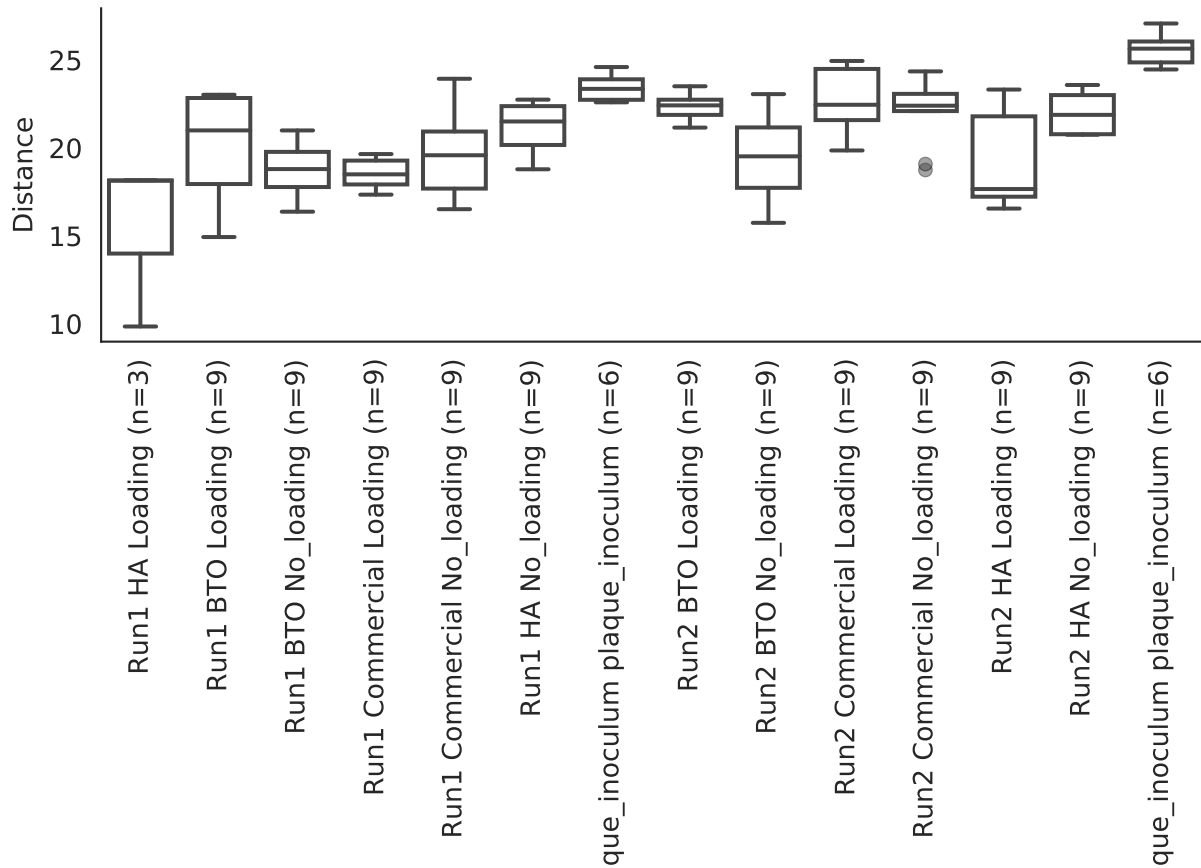 Distance
25
20
15
10
Run1 HA Loading (n=3)
Run1 BTO Loading (n=9)
Run1 BTO No_loading (n=9)
Run1 Commercial Loading (n=9)
Run1 Commercial No_loading (n=9)
Run1 HA No_loading (n=9)
que_inoculum plaque_inoculum (n=6)
Run2 BTO Loading (n=9)
Run2 BTO No_loading (n=9)
Run2 Commercial Loading (n=9)
Run2 Commercial No_loading (n=9)
Run2 HA Loading (n=9)
Run2 HA No_loading (n=9)
que_inoculum plaque_inoculum (n=6)